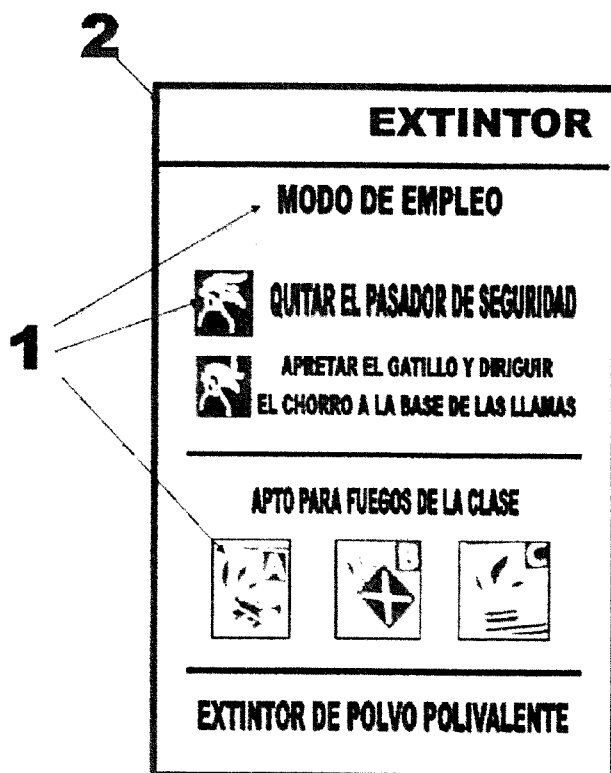 2
EXTINTOR
MODO DE EMPLEO
QUITAR EL PASADOR DE SEGURIDAD
1
APRETAR EL GATILLO Y DIRIGUIR
EL CHORRO A LA BASE DE LAS LLAMAS
APTO PARA FUEGOS DE LA CLASE
A B C
EXTINTOR DE POLVO POLIVALENTE